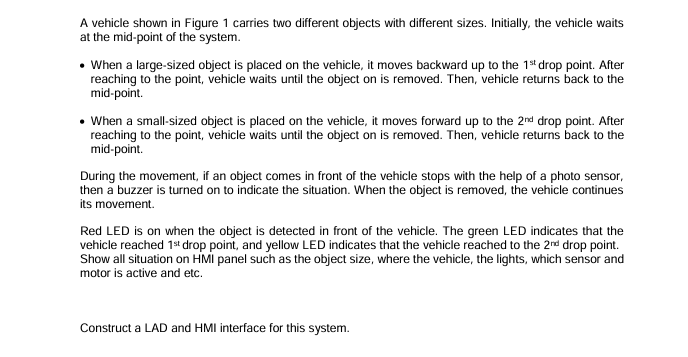 A vehicle shown in Figure 1 carries two different objects with different sizes. Initially, the vehicle waits
at the mid-point of the system.
• When a large-sized object is placed on the vehicle, it moves backward up to the 1st drop point. After
reaching to the point, vehicle waits until the object on is removed. Then, vehicle returns back to the
mid-point.
• When a small-sized object is placed on the vehicle, it moves forward up to the 2nd drop point. After
reaching to the point, vehicle waits until the object on is removed. Then, vehicle returns back to the
mid-point.
During the movement, if an object comes in front of the vehicle stops with the help of a photo sensor,
then a buzzer is turned on to indicate the situation. When the object is removed, the vehicle continues
its movement.
Red LED is on when the object is detected in front of the vehicle. The green LED indicates that the
vehicle reached 1st drop point, and yellow LED indicates that the vehicle reached to the 2nd drop point.
Show all situation on HMI panel such as the object size, where the vehicle, the lights, which sensor and
motor is active and etc.
Construct a LAD and HMI interface for this system.